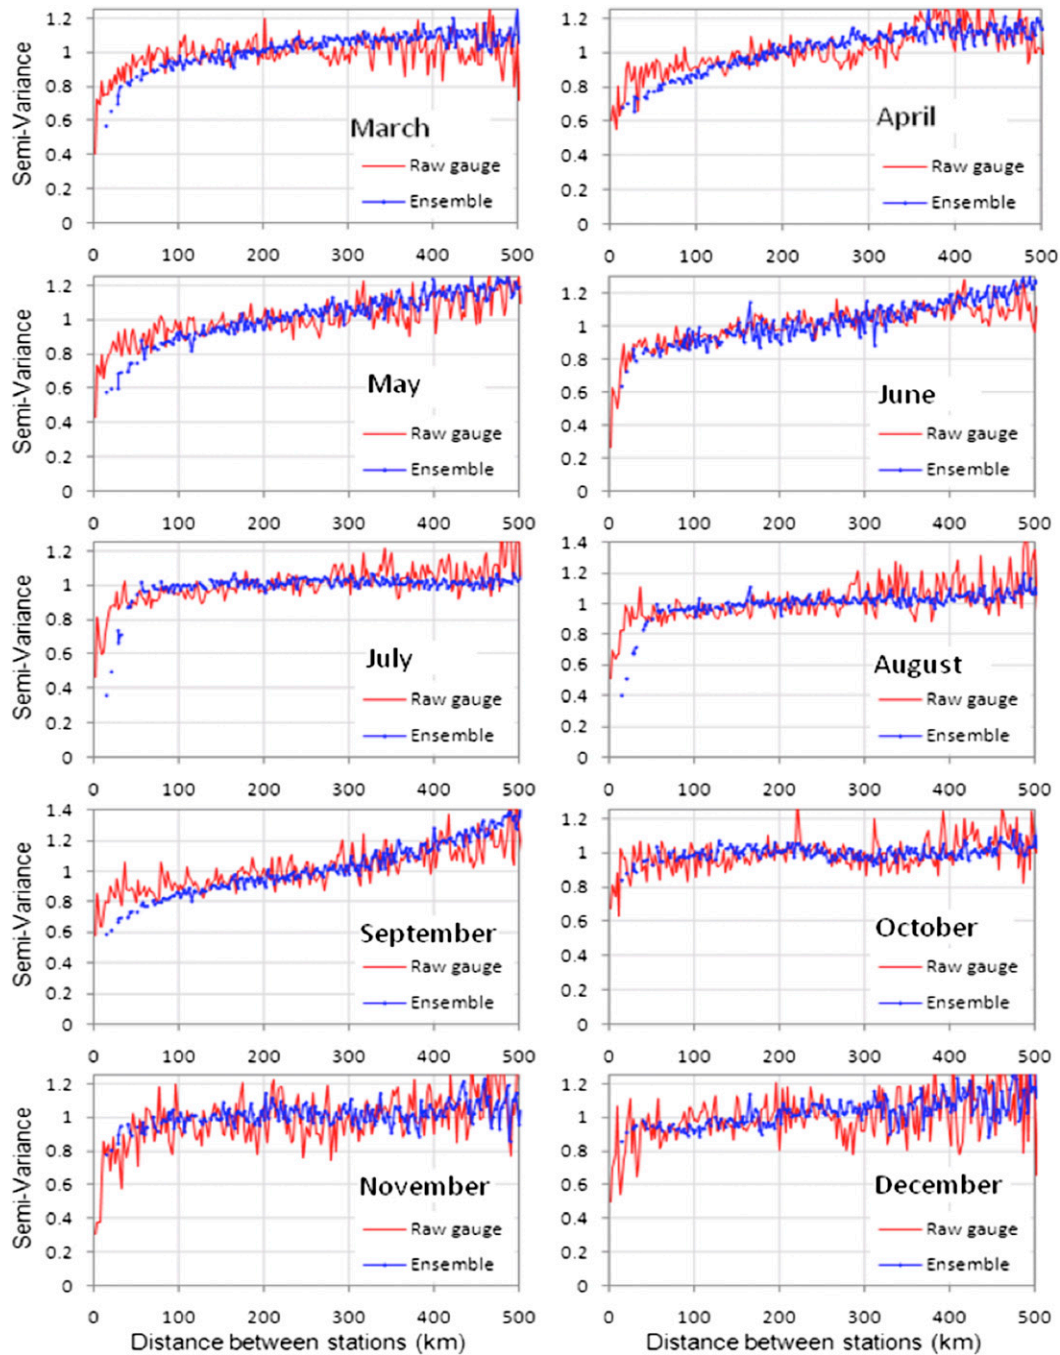 Semi-Variance
1.2
1
0.8
0.6
0.4
0.2
0
March
Raw gauge
Ensemble
0 100 200 300 400 500
1.2
1
0.8
0.6
0.4
0.2
0
April
Raw gauge
Ensemble
0 100 200 300 400 500
Semi-Variance
1.2
1
0.8
0.6
0.4
0.2
0
May
Raw gauge
Ensemble
0 100 200 300 400 500
1.2
1
0.8
0.6
0.4
0.2
0
June
Raw gauge
Ensemble
0 100 200 300 400 500
Semi-Variance
1.2
1
0.8
0.6
0.4
0.2
0
July
Raw gauge
Ensemble
0 100 200 300 400 500
1.4
1.2
1
0.8
0.6
0.4
0.2
0
August
Raw gauge
Ensemble
0 100 200 300 400 500
Semi-Variance
1.4
1.2
1
0.8
0.6
0.4
0.2
0
September
Raw gauge
Ensemble
0 100 200 300 400 500
1.2
1
0.8
0.6
0.4
0.2
0
October
Raw gauge
Ensemble
0 100 200 300 400 500
Semi-Variance
1.2
1
0.8
0.6
0.4
0.2
0
November
Raw gauge
Ensemble
0 100 200 300 400 500
Distance between stations (km)
1.2
1
0.8
0.6
0.4
0.2
0
December
Raw gauge
Ensemble
0 100 200 300 400 500
Distance between stations (km)